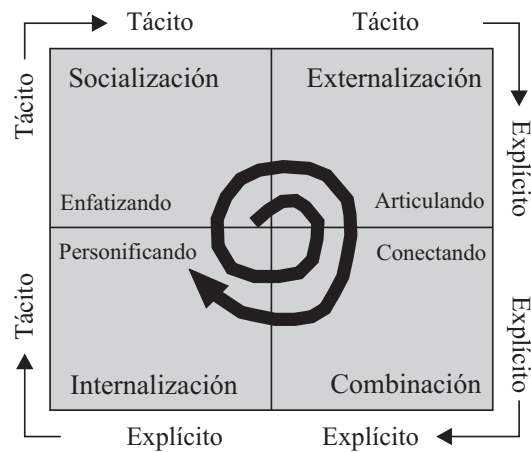 Tácito
Tácito
Tácito
Socialización
Externalización
Explícito
Enfatizando
Articulando
Personificando
Conectando
Tácito
Explícito
Internalización
Combinación
Explícito
Explícito